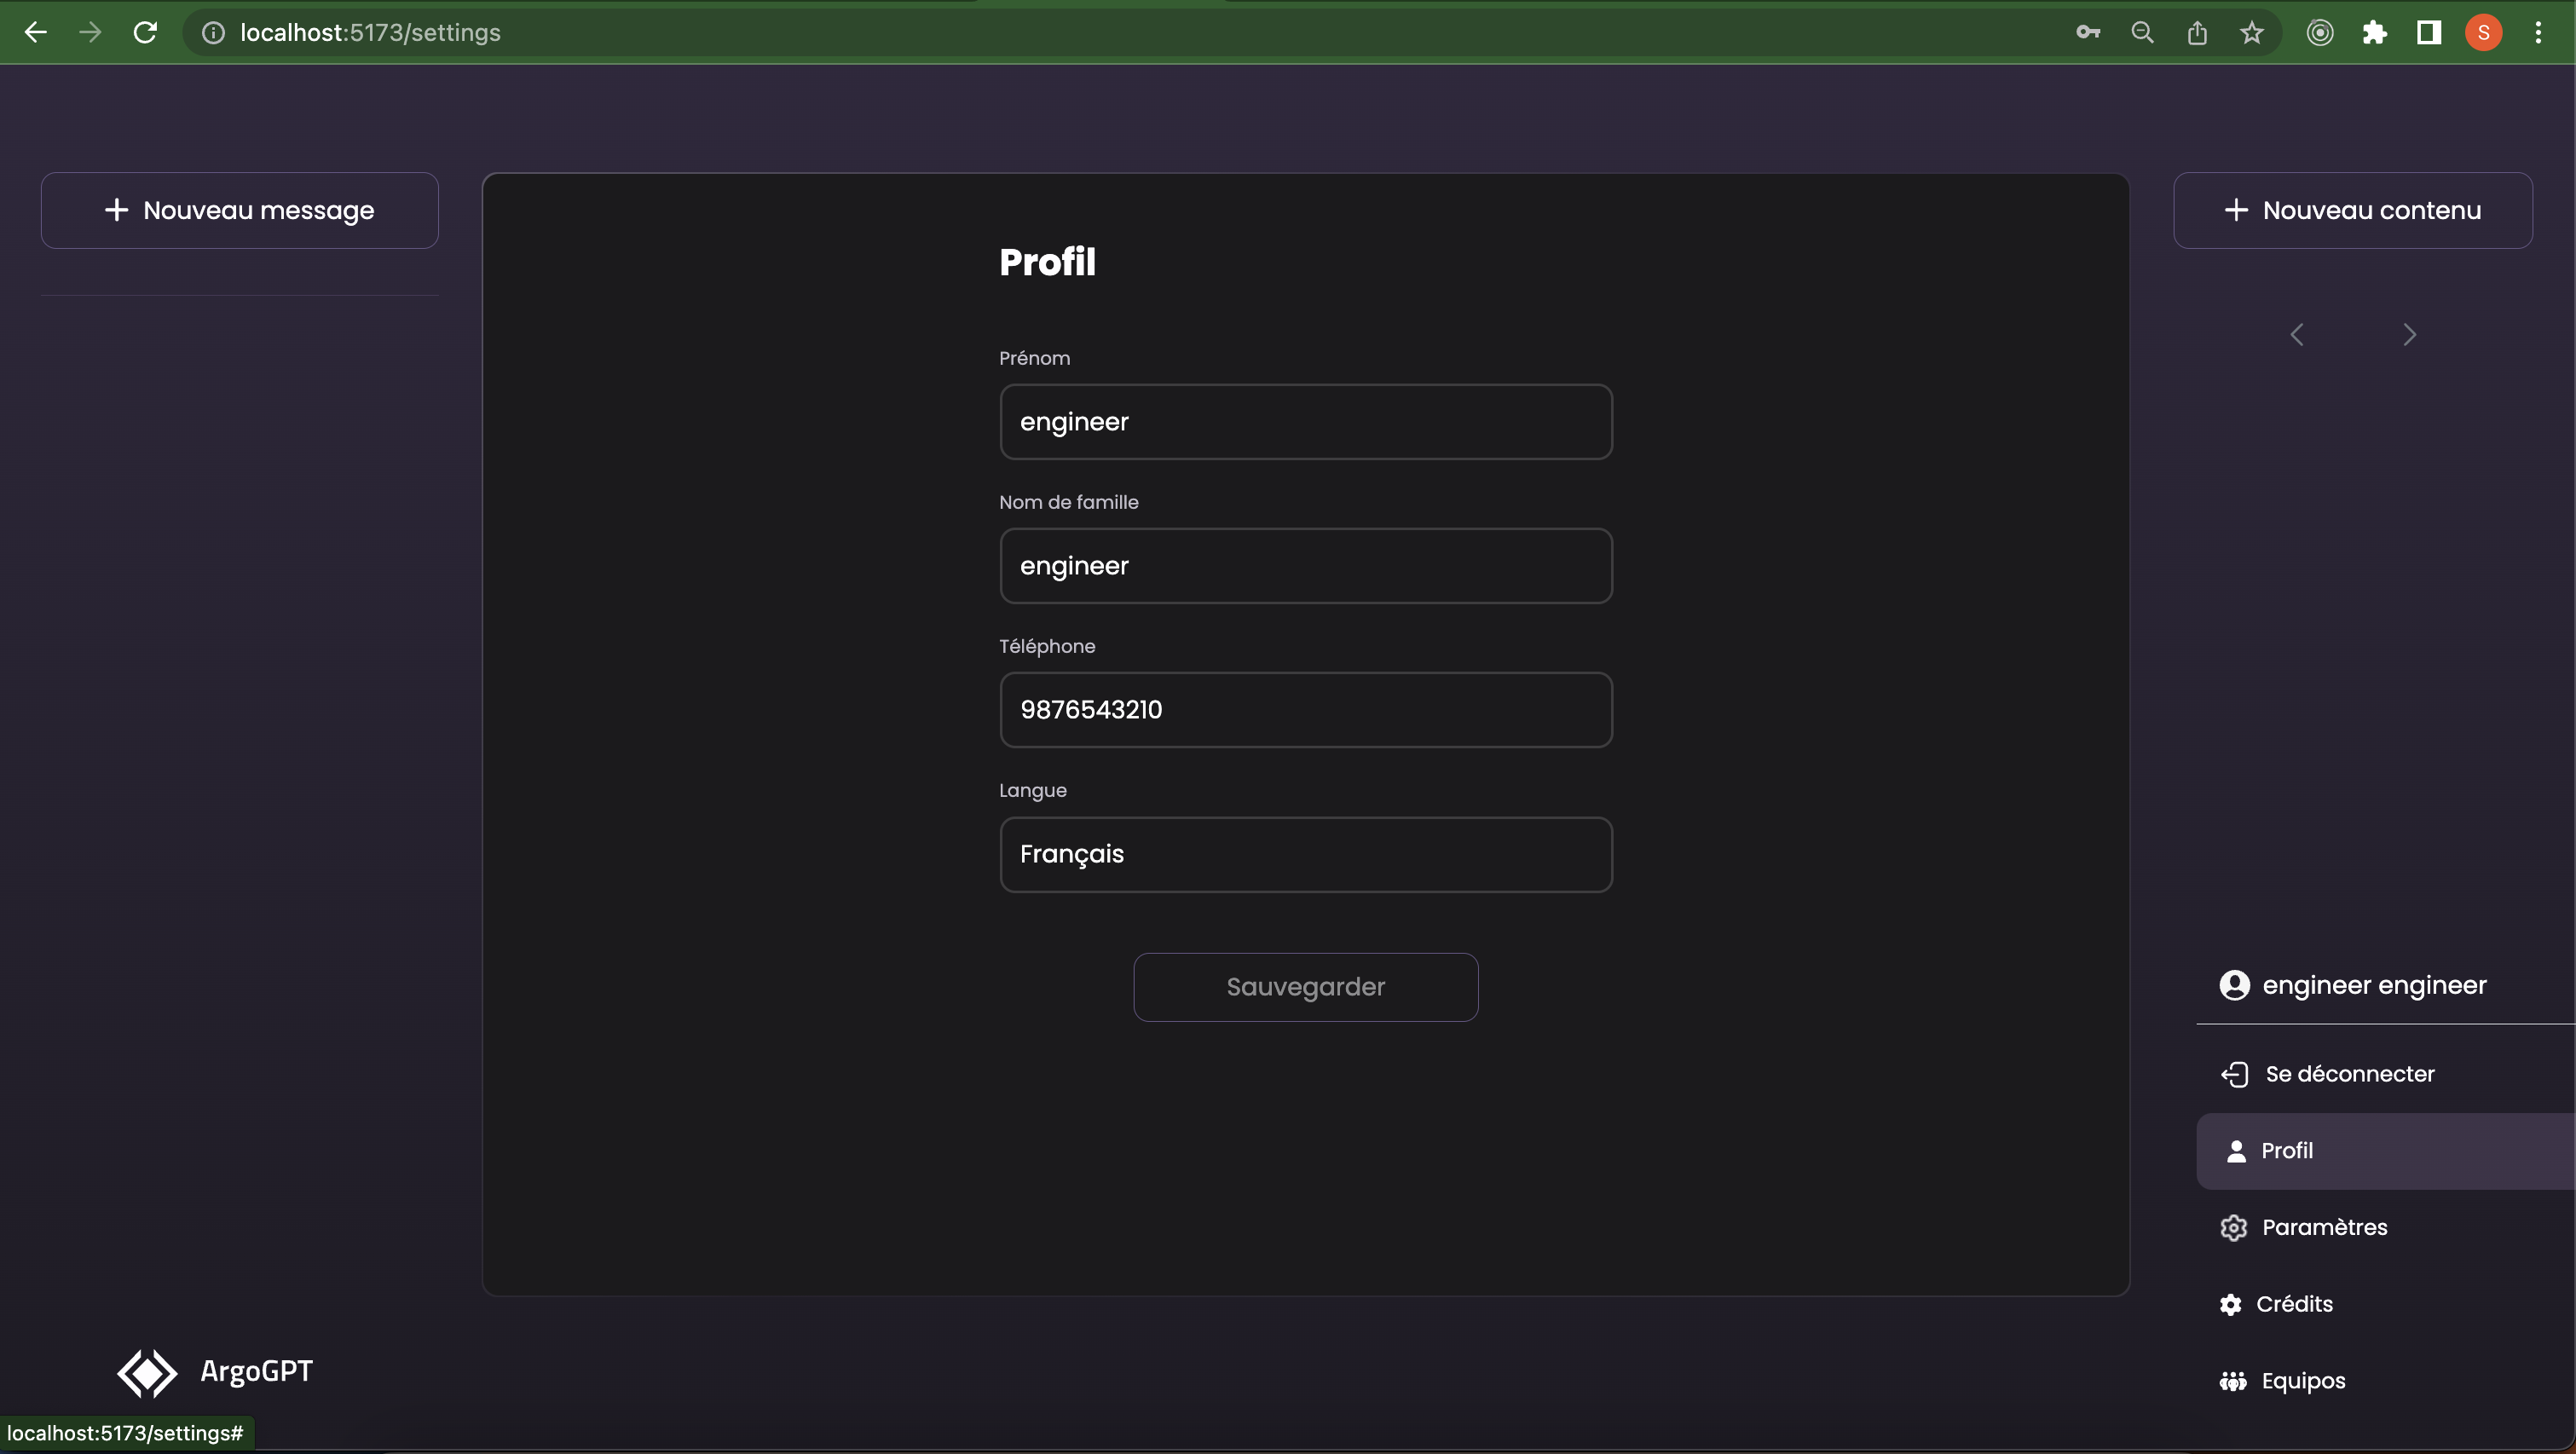 localhost:5173/settings
S
Nouveau message
Profil
Prénom
engineer
Nom de famille
engineer
Téléphone
9876543210
Langue
Français
Sauvegarder
Nouveau contenu
engineer engineer
Se déconnecter
Profil
Paramètres
Crédits
Equipos
ArgoGPT
localhost:5173/settings#